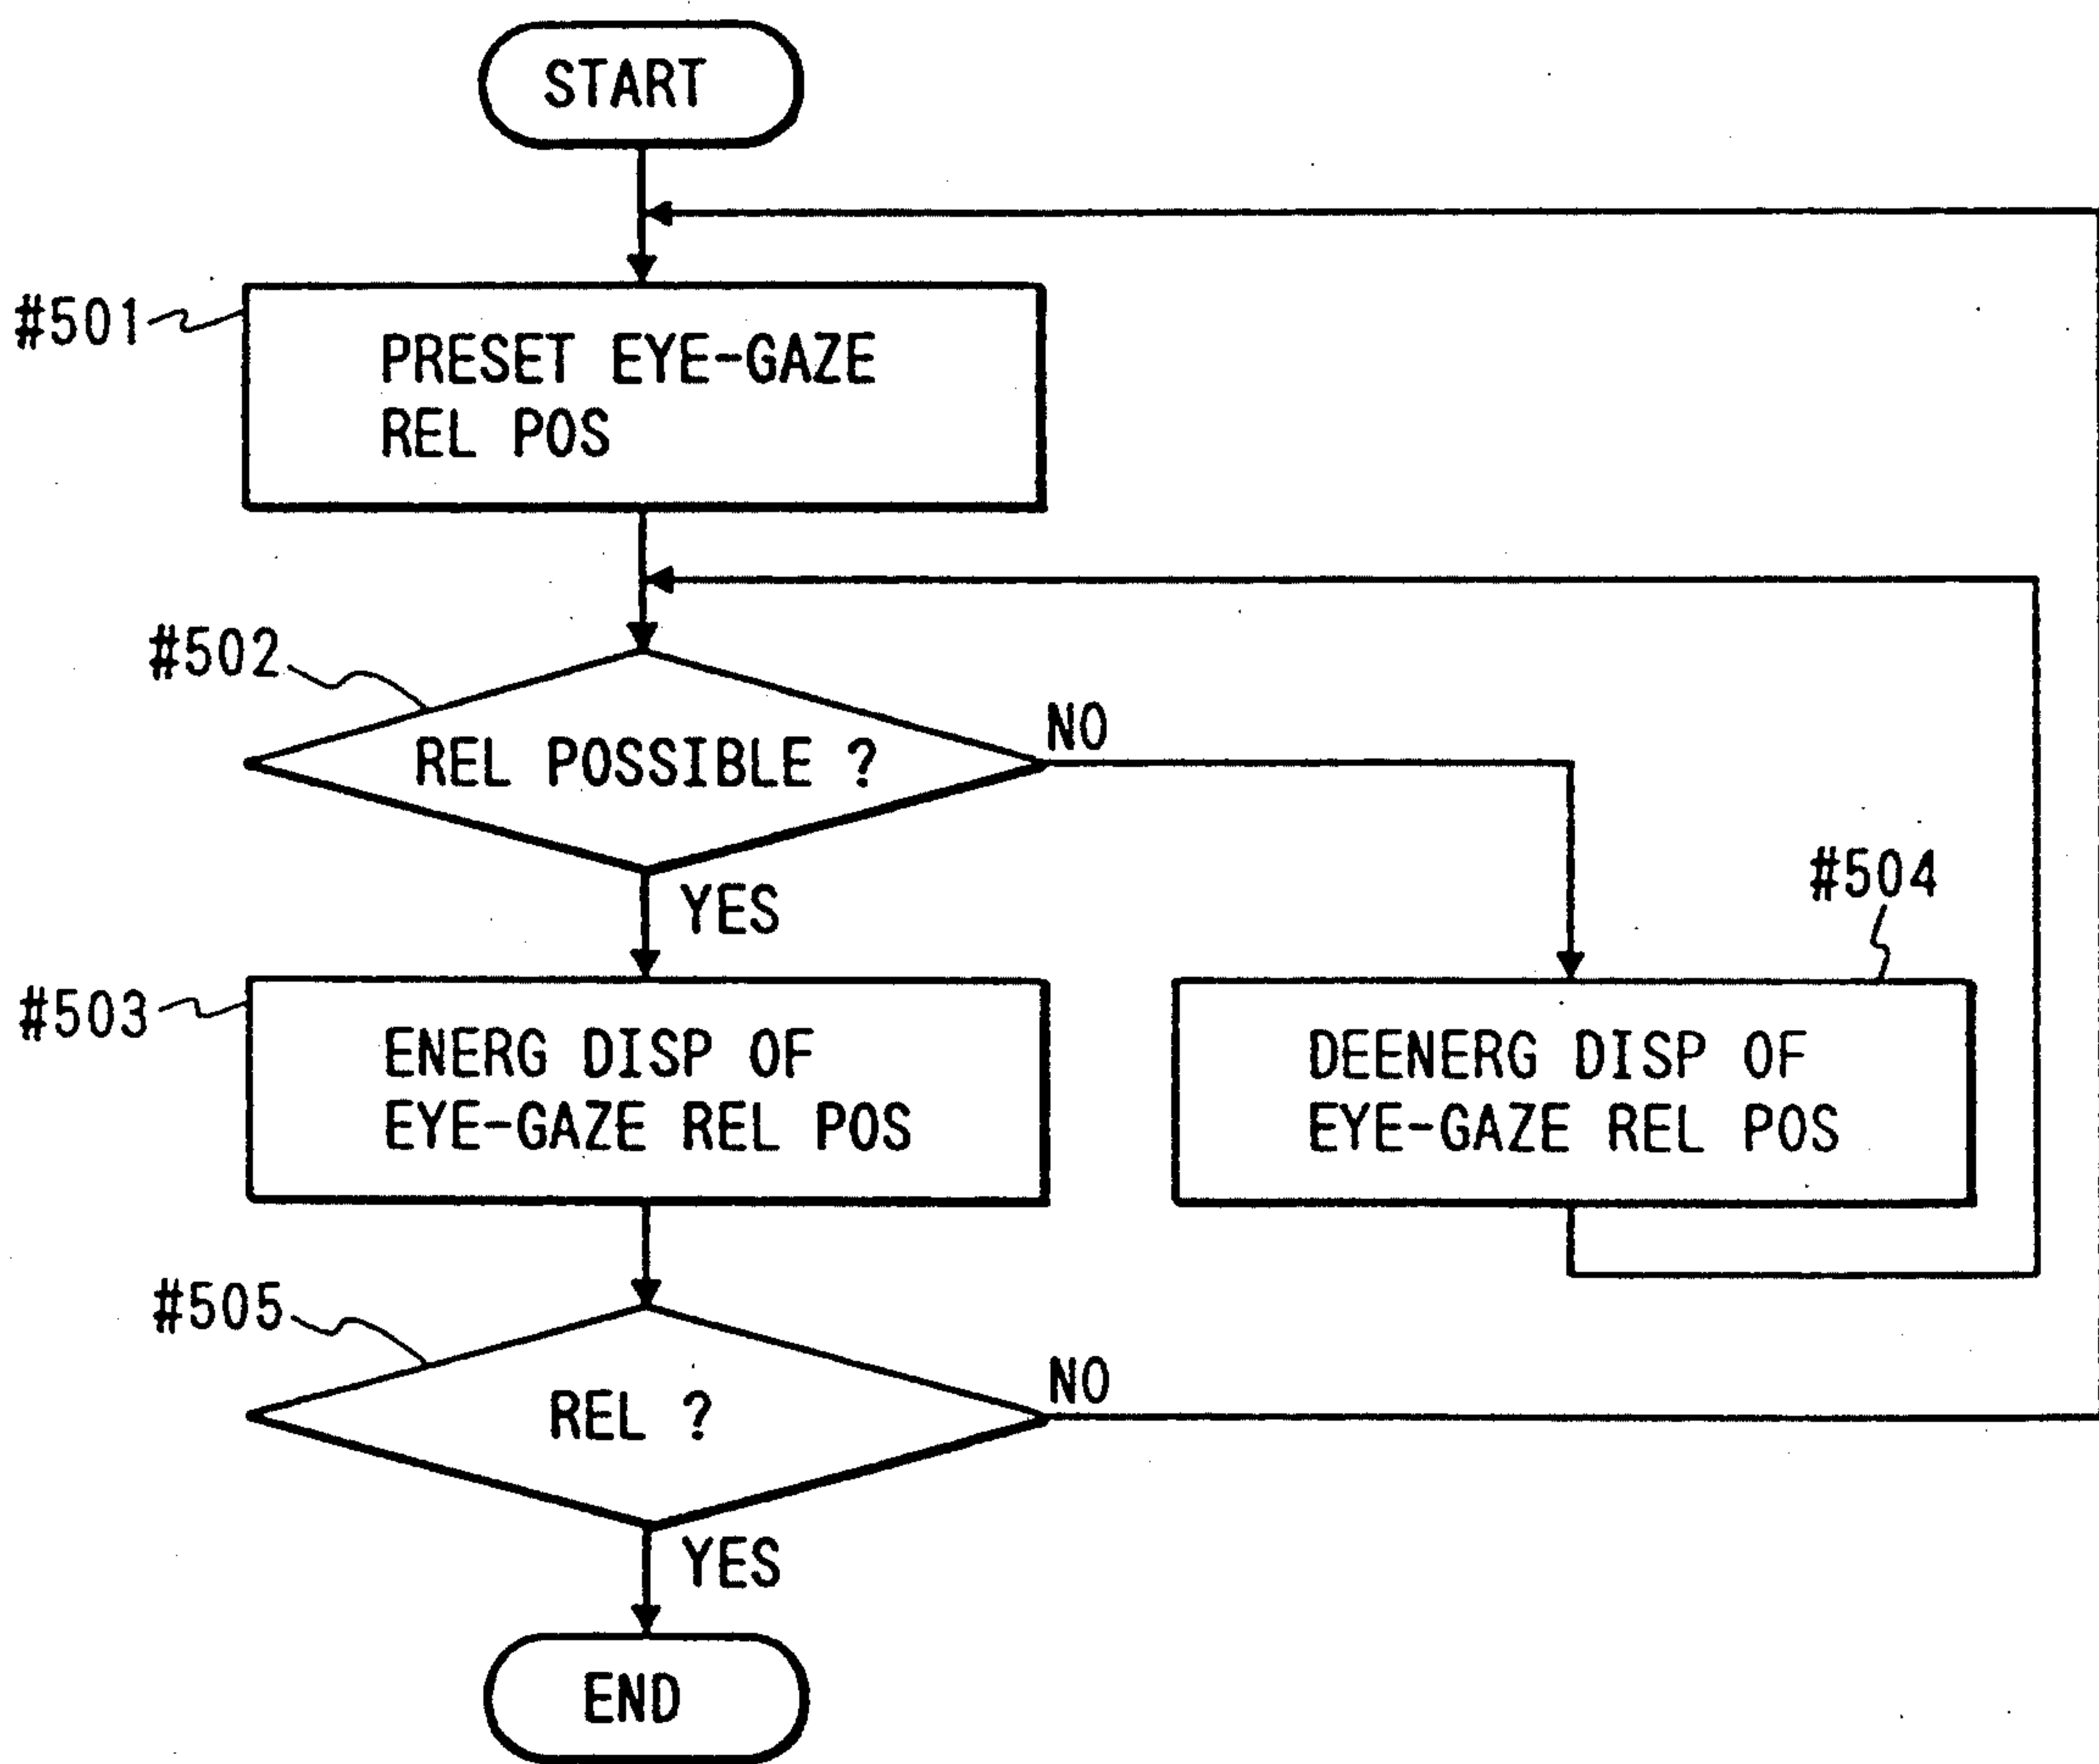 START
#501
PRESET EYE-GAZE
REL POS
#502
REL POSSIBLE ?
NO
YES
#503
ENERG DISP OF
EYE-GAZE REL POS
#504
DEENERG DISP OF
EYE-GAZE REL POS
#505
REL ?
NO
YES
END